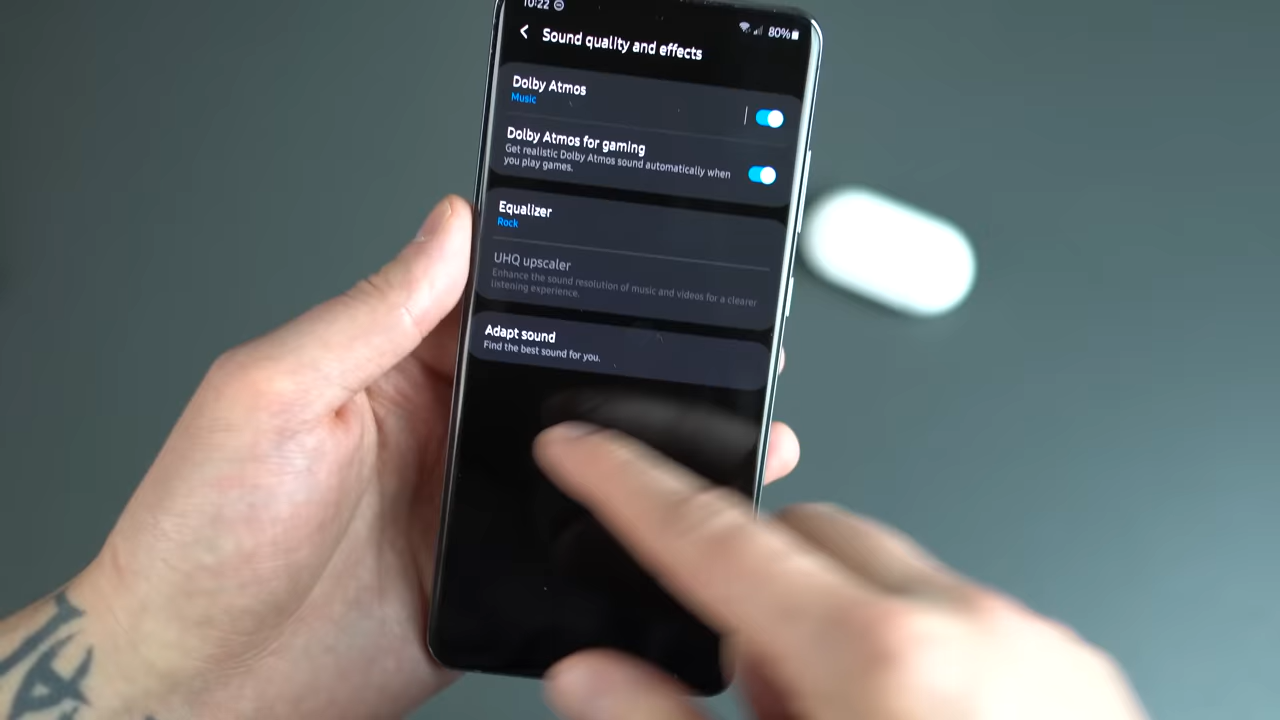 10:22
80%
Sound quality and effects
Dolby Atmos
Music
Dolby Atmos for gaming
Get realistic Dolby Atmos sound automatically when
you play games.
Equalizer
Rock
UHQ upscaler
Enhance the sound resolution of music and videos for a clearer
listening experience.
Adapt sound
Find the best sound for you.